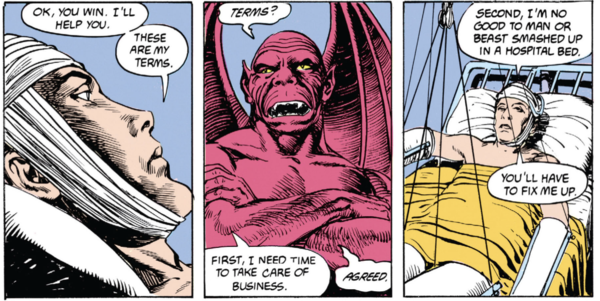 OK, YOU WIN. I'LL
HELP YOU.
THESE
ARE MY
TERMS.
TERMS?
FIRST, I NEED TIME
TO TAKE CARE OF
BUSINESS.
AGREED.
SECOND, I'M NO
GOOD TO MAN OR
BEAST SMASHED UP
IN A HOSPITAL BED.
YOU'LL HAVE
TO FIX ME UP.